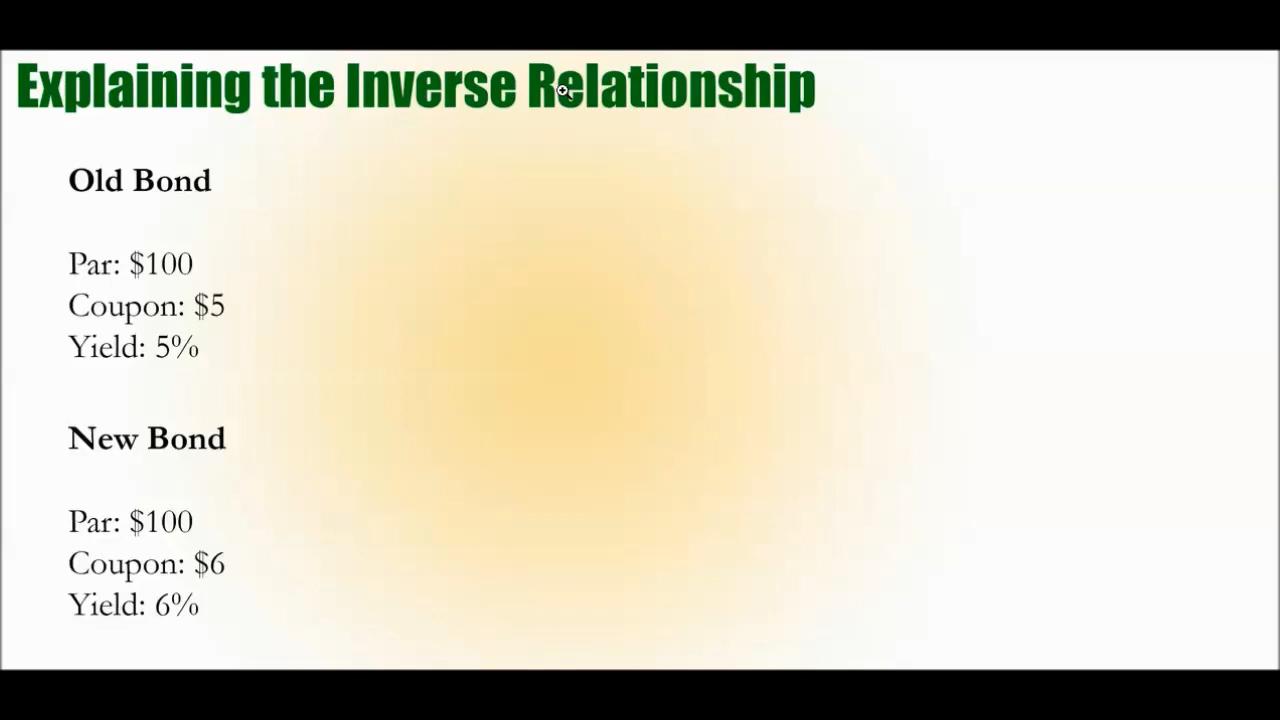 Explaining the Inverse Relationship
Old Bond
Par: $100
Coupon: $5
Yield: 5%
New Bond
Par: $100
Coupon: $6
Yield: 6%